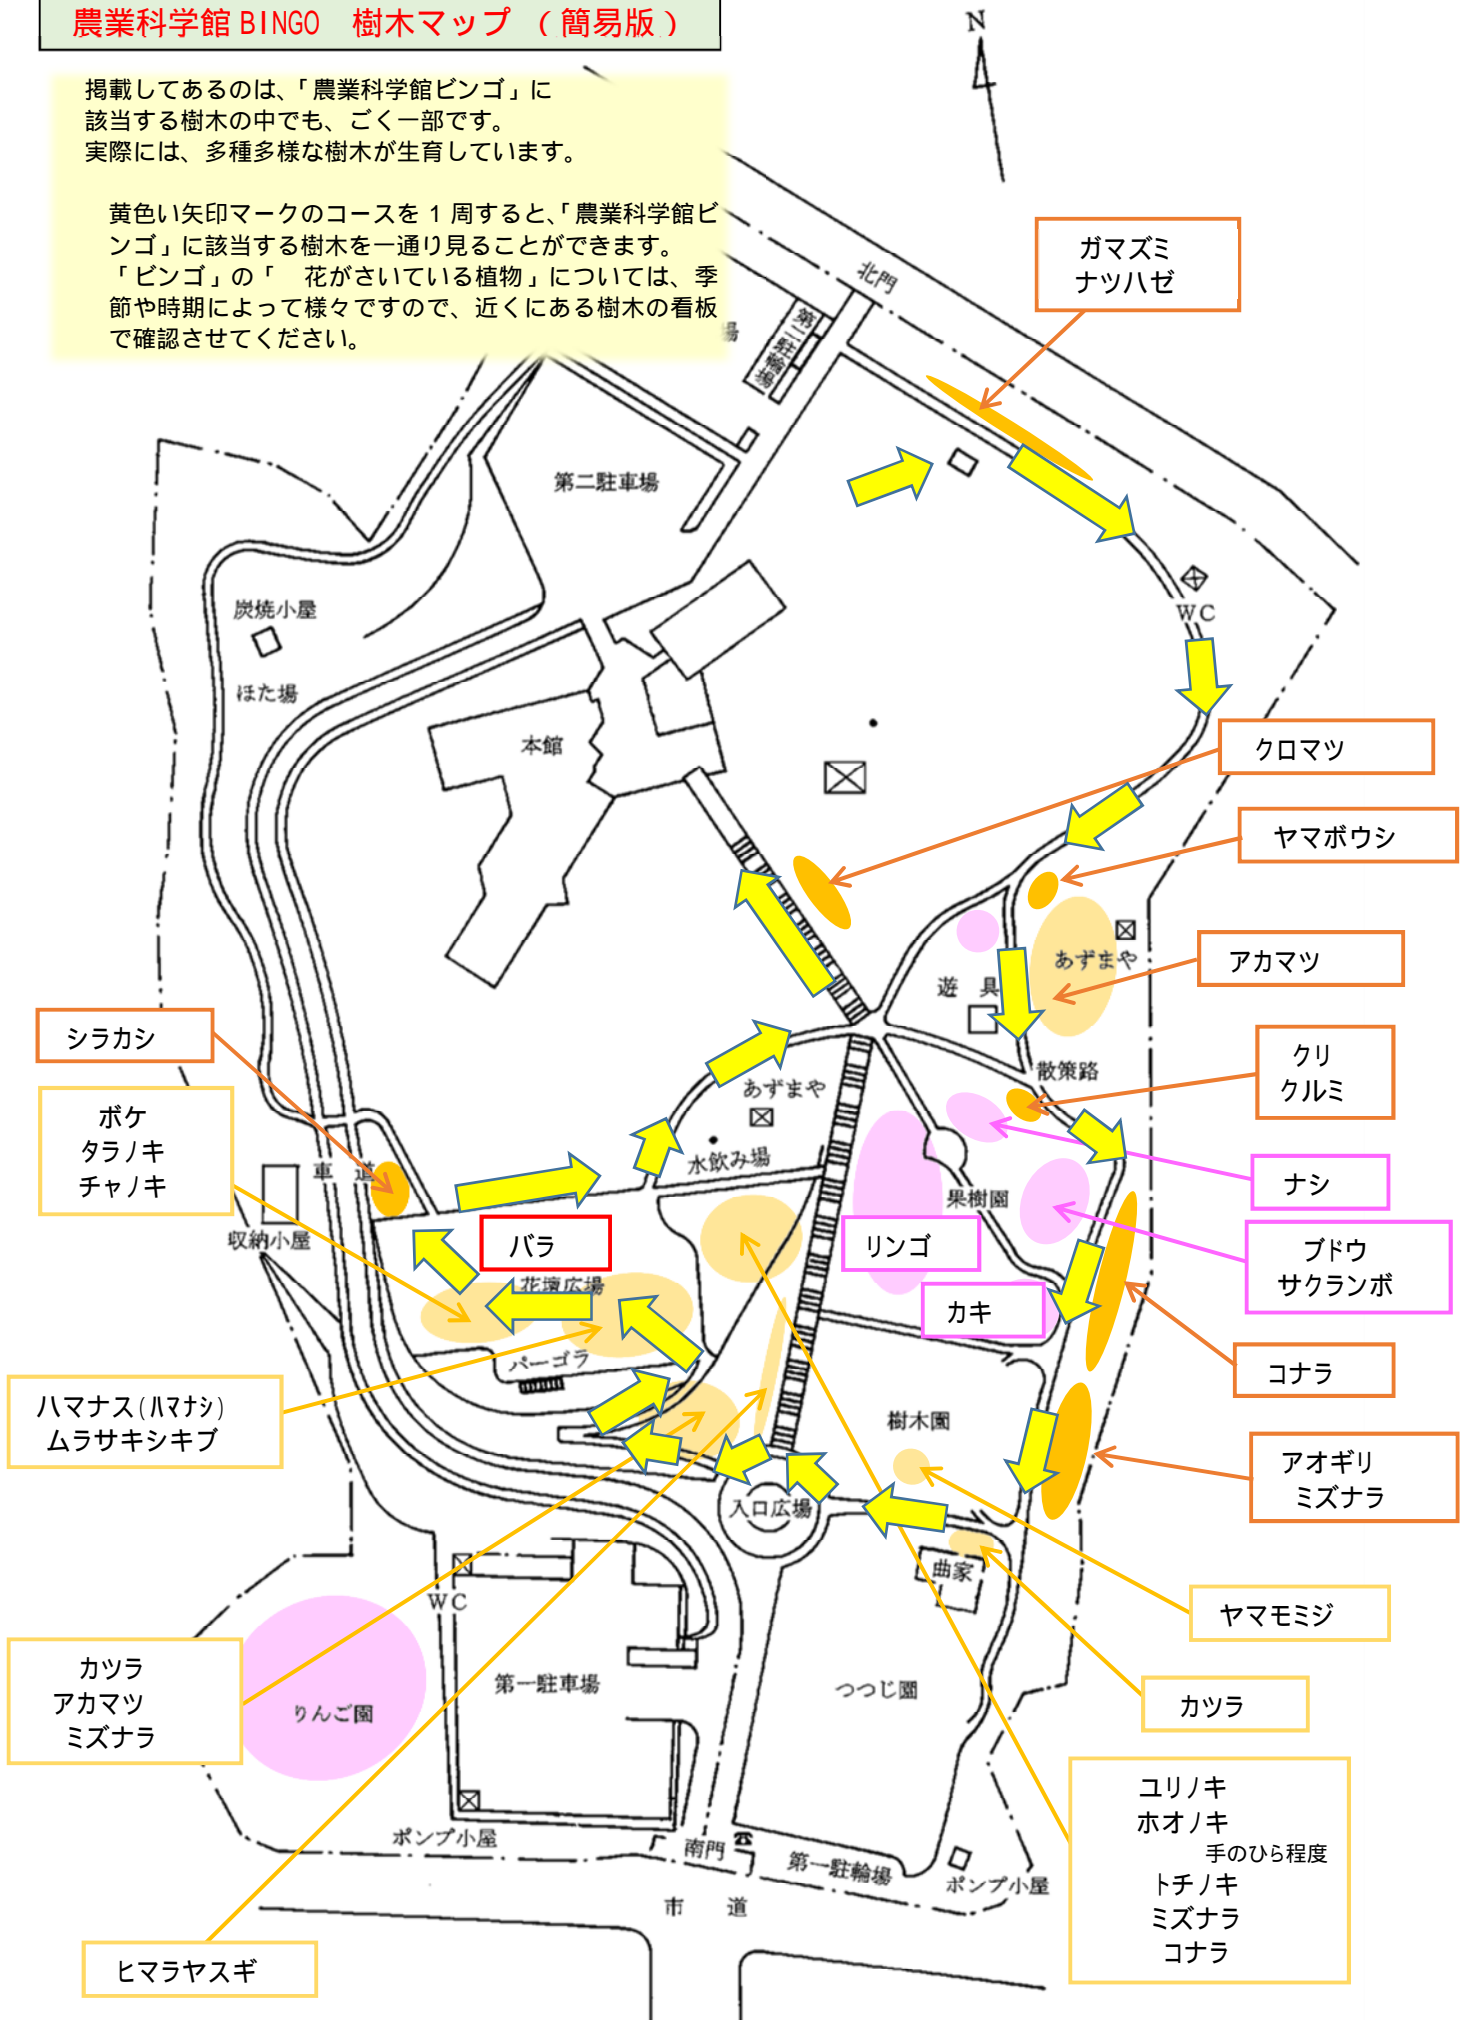 農業科学館BINGO 樹木マップ (簡易版)
掲載してあるのは、「農業科学館ビンゴ」に
該当する樹木の中でも、ごく一部です。
実際には、多種多様な樹木が生育しています。
黄色い矢印マークのコースを1周すると、「農業科学館ビ
ンゴ」に該当する樹木を一通り見ることができます。
「ビンゴ」の「 花がさいている植物」については、季
節や時期によって様々ですので、近くにある樹木の看板
で確認させてください。
N
北門
場
第二駐輪場
ガマズミ
ナツハゼ
第二駐車場
WC
炭焼小屋
ほた場
本館
クロマツ
ヤマボウシ
あずまや
アカマツ
遊具
散策路
クリ
クルミ
シラカシ
ボケ
タラノキ
チャノキ
あずまや
水飲み場
車道
収納小屋
バラ
花壇広場
パーゴラ
果樹園
リンゴ
カキ
ナシ
ブドウ
サクランボ
コナラ
ハマナス(ハマナシ)
ムラサキシキブ
樹木園
アオギリ
ミズナラ
入口広場
曲家
ヤマモミジ
WC
カツラ
アカマツ
ミズナラ
りんご園
第一駐車場
つつじ園
カツラ
ユリノキ
ホオノキ
手のひら程度
トチノキ
ミズナラ
コナラ
ポンプ小屋
南門
第一駐輪場
ポンプ小屋
市道
ヒマラヤスギ